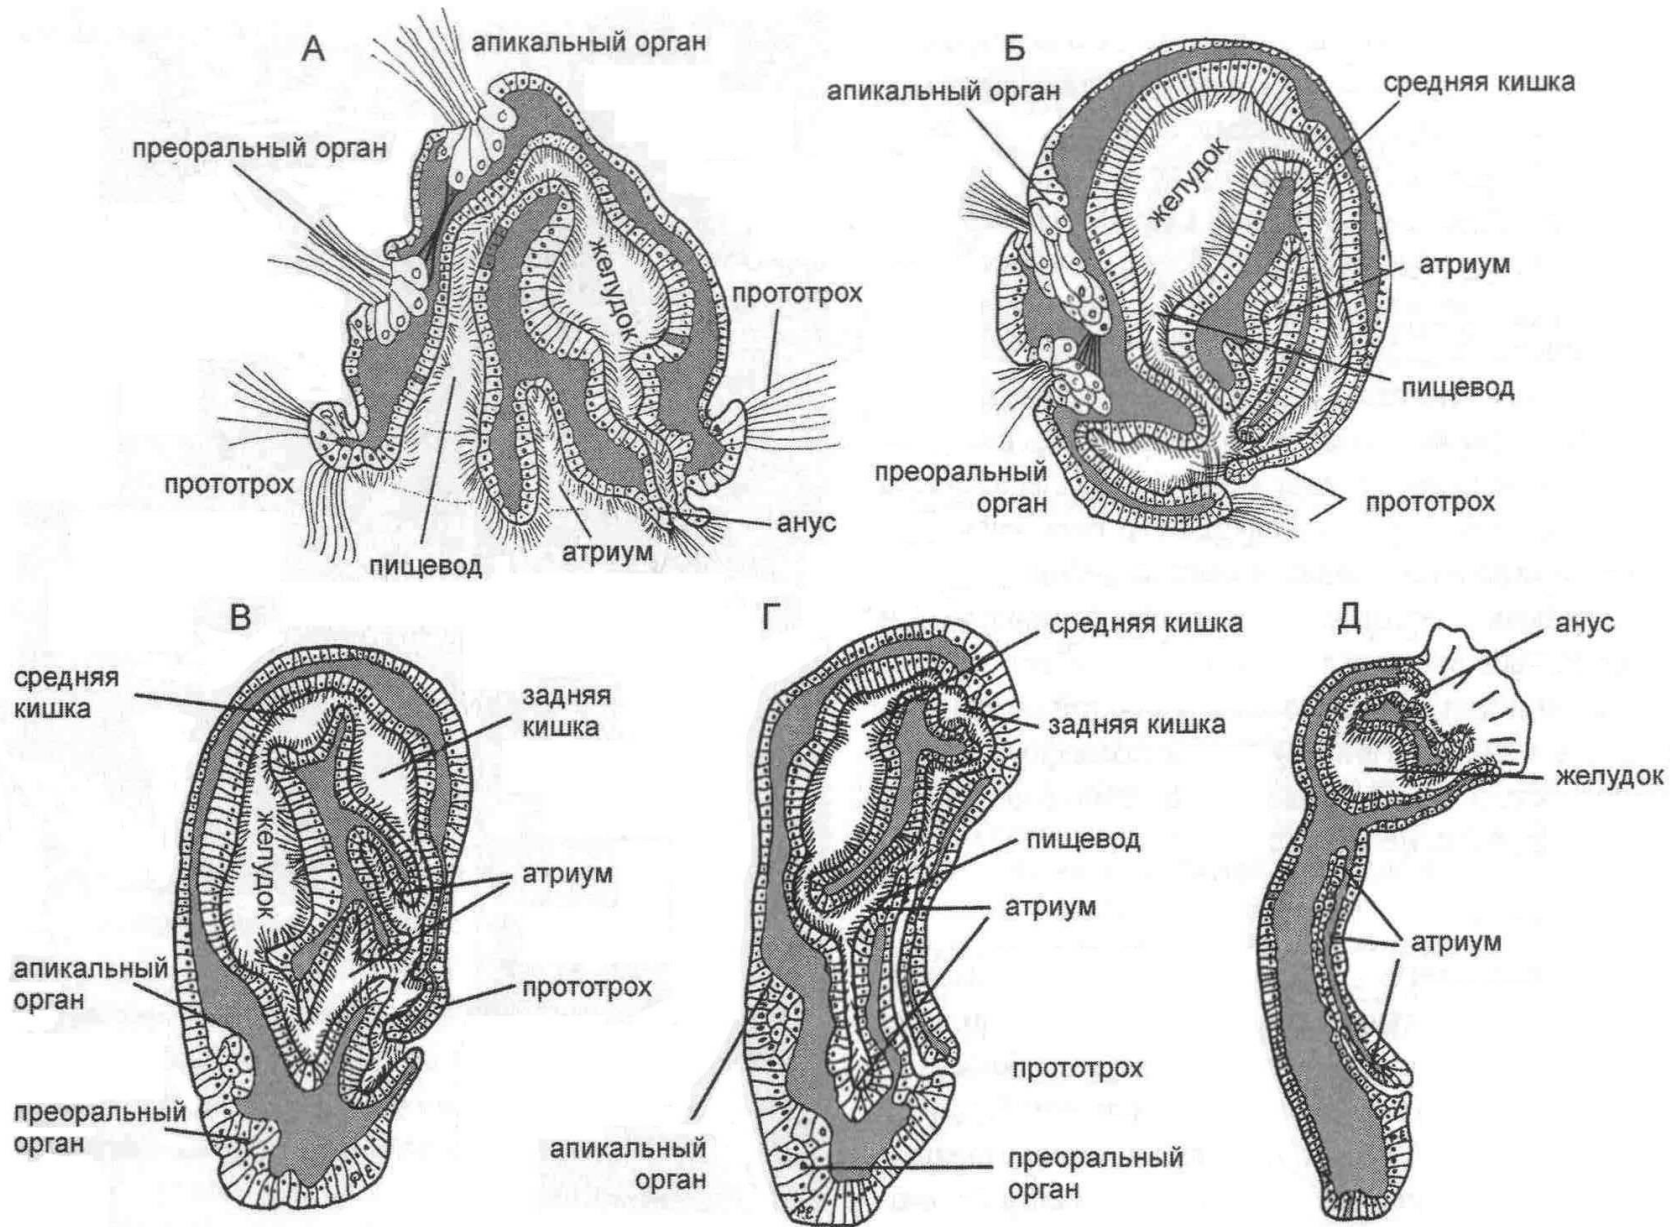 А
апикальный орган
преоральный орган
желудок
прототрох
прототрох
анус
атриум
пищевод
Б
апикальный орган
средняя кишка
желудок
атриум
пищевод
преоральный
орган
прототрох
В
средняя
кишка
задняя
кишка
желудок
атриум
апикальный
орган
прототрох
преоральный
орган
Г
средняя кишка
задняя кишка
пищевод
атриум
прототрох
апикальный
орган
преоральный
орган
Д
анус
желудок
атриум